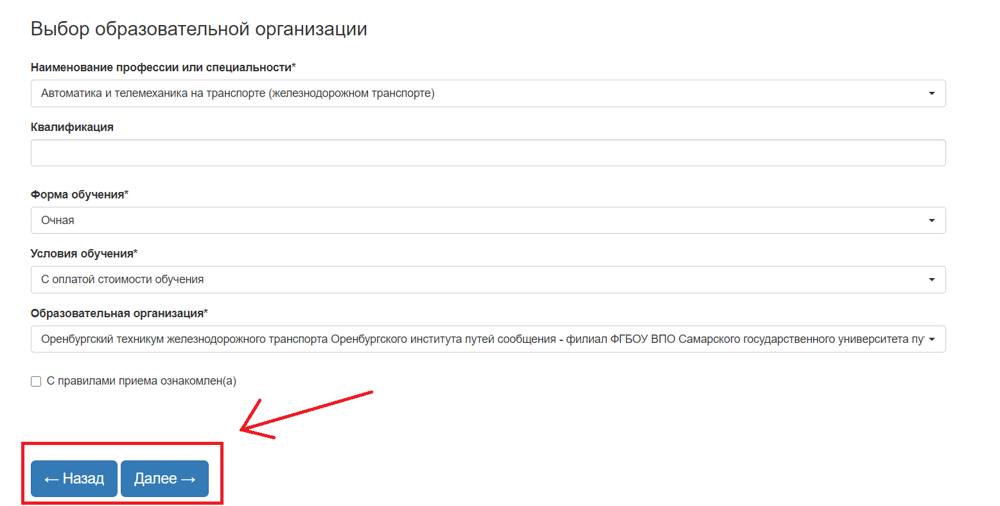 Выбор образовательной организации
Наименование профессии или специальности*
Автоматика и телемеханика на транспорте (железнодорожном транспорте)
Квалификация
Форма обучения*
Очная
Условия обучения*
С оплатой стоимости обучения
Образовательная организация*
Оренбургский техникум железнодорожного транспорта Оренбургского института путей сообщения - филиал ФГБОУ ВПО Самарского государственного университета пу
С правилами приема ознакомлен(а)
← Назад Далее →